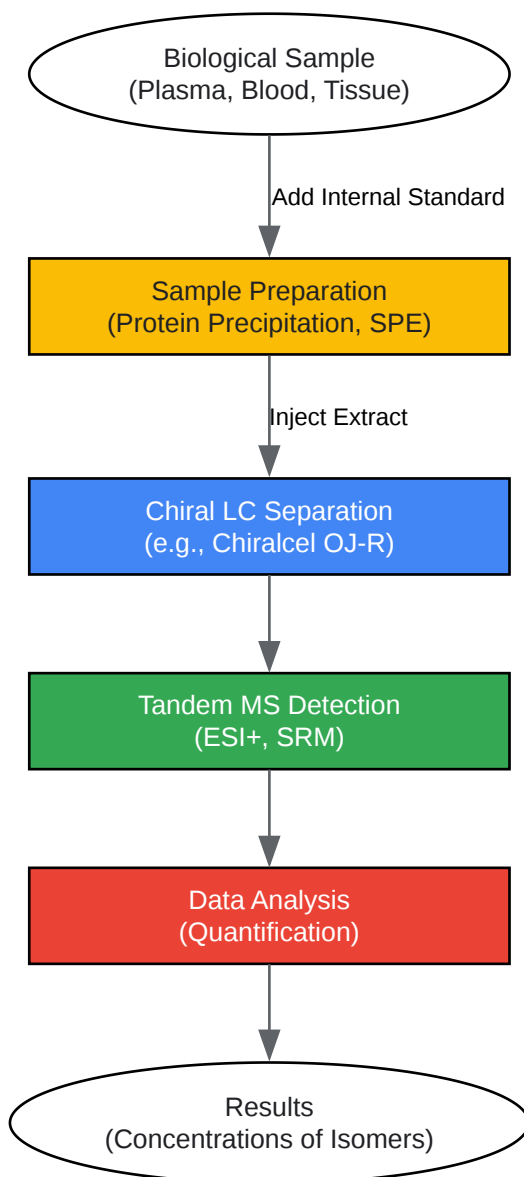 Biological Sample
(Plasma, Blood, Tissue)
Add Internal Standard
Sample Preparation
(Protein Precipitation, SPE)
Inject Extract
Chiral LC Separation
(e.g., Chiralcel OJ-R)
Tandem MS Detection
(ESI+, SRM)
Data Analysis
(Quantification)
Results
(Concentrations of Isomers)